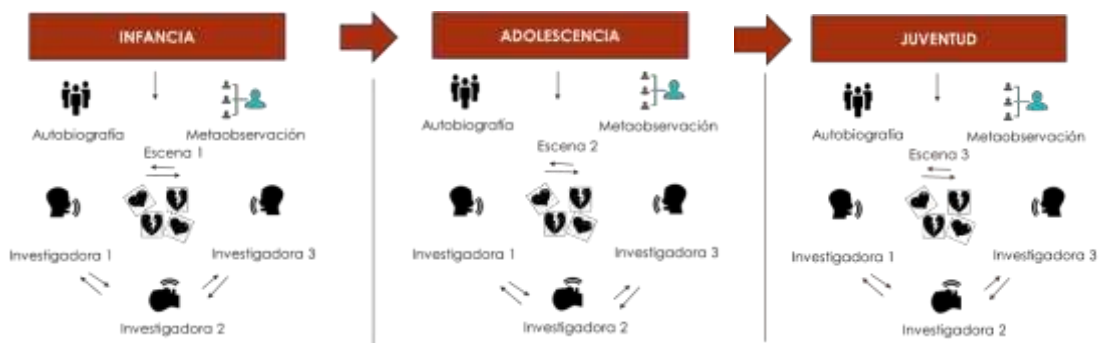 INFANCIA
Autobiografía
Metaobservación
Escena 1
Investigadora 1
Investigadora 3
Investigadora 2
ADOLESCENCIA
Autobiografía
Metaobservación
Escena 2
Investigadora 1
Investigadora 3
Investigadora 2
JUVENTUD
Autobiografía
Metaobservación
Escena 3
Investigadora 1
Investigadora 3
Investigadora 2